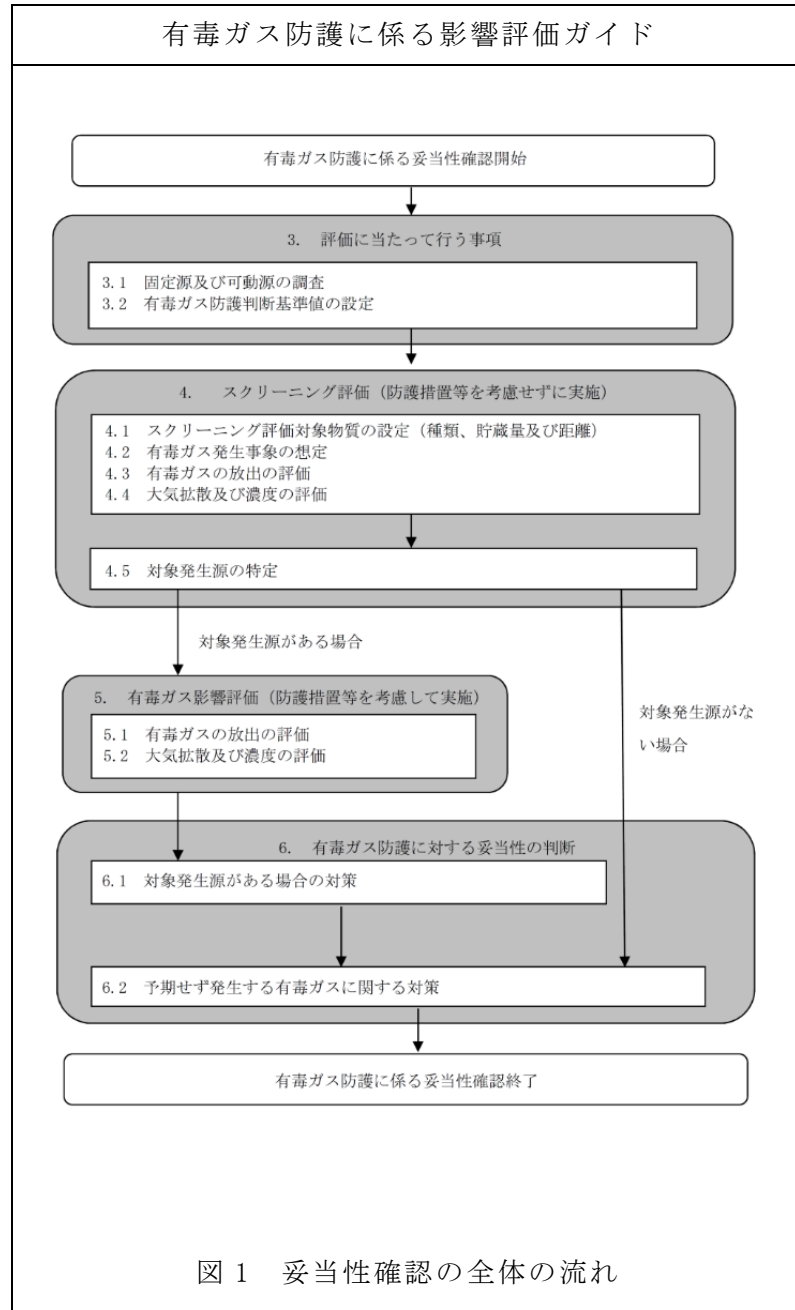 有毒ガス防護に係る影響評価ガイド
有毒ガス防護に係る妥当性確認開始
3. 評価に当たって行う事項
3.1 固定源及び可動源の調査
3.2 有毒ガス防護判断基準値の設定
4. スクリーニング評価（防護措置等を考慮せずに実施）
4.1 スクリーニング評価対象物質の設定（種類、貯蔵量及び距離）
4.2 有毒ガス発生事象の想定
4.3 有毒ガスの放出の評価
4.4 大気拡散及び濃度の評価
4.5 対象発生源の特定
対象発生源がある場合
5. 有毒ガス影響評価（防護措置等を考慮して実施）
5.1 有毒ガスの放出の評価
5.2 大気拡散及び濃度の評価
対象発生源がな
い場合
6. 有毒ガス防護に対する妥当性の判断
6.1 対象発生源がある場合の対策
6.2 予期せず発生する有毒ガスに関する対策
有毒ガス防護に係る妥当性確認終了
図1 妥当性確認の全体の流れ